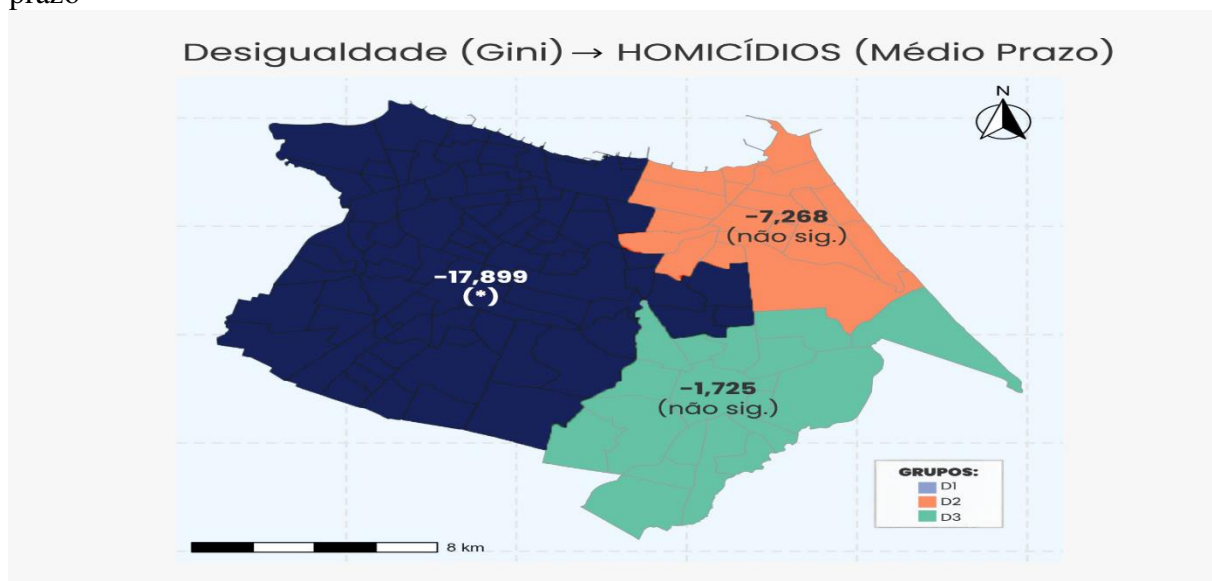 prazo
Desigualdade (Gini) → HOMICÍDIOS (Médio Prazo)
N
-7,268
(não sig.)
-17,899
(*)
-1,725
(não sig.)
GRUPOS:
D1
D2
D3
8 km